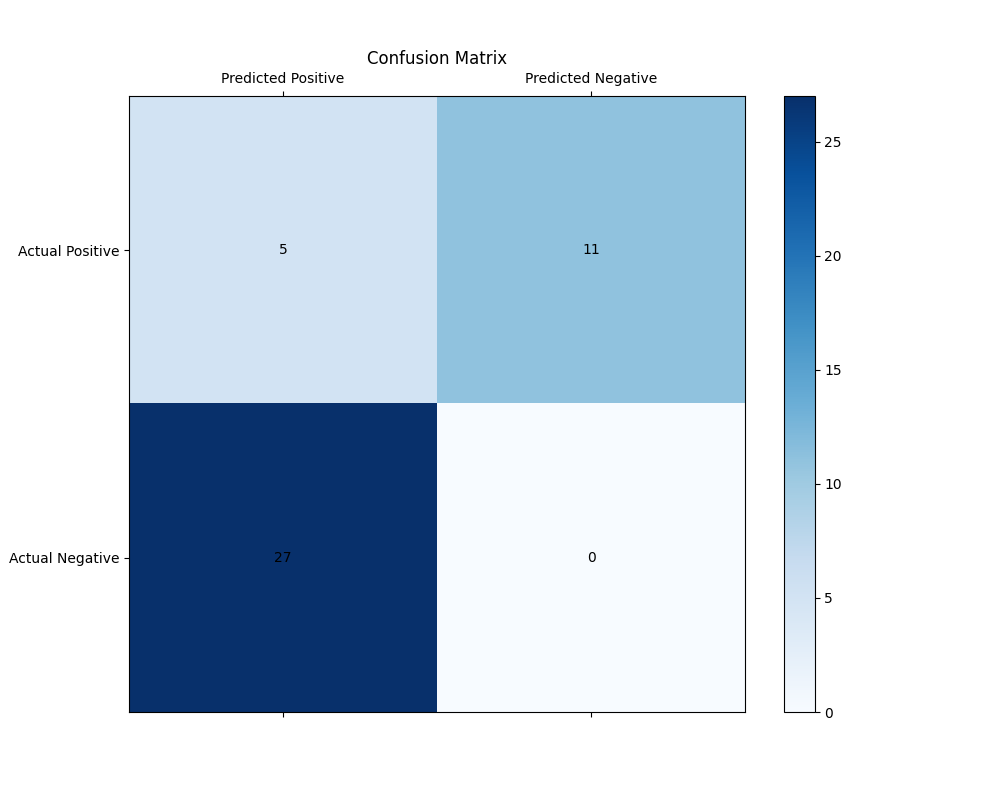 Confusion Matrix
Predicted Positive Predicted Negative
Actual Positive 5 11
Actual Negative 27 0
25
20
15
10
5
0